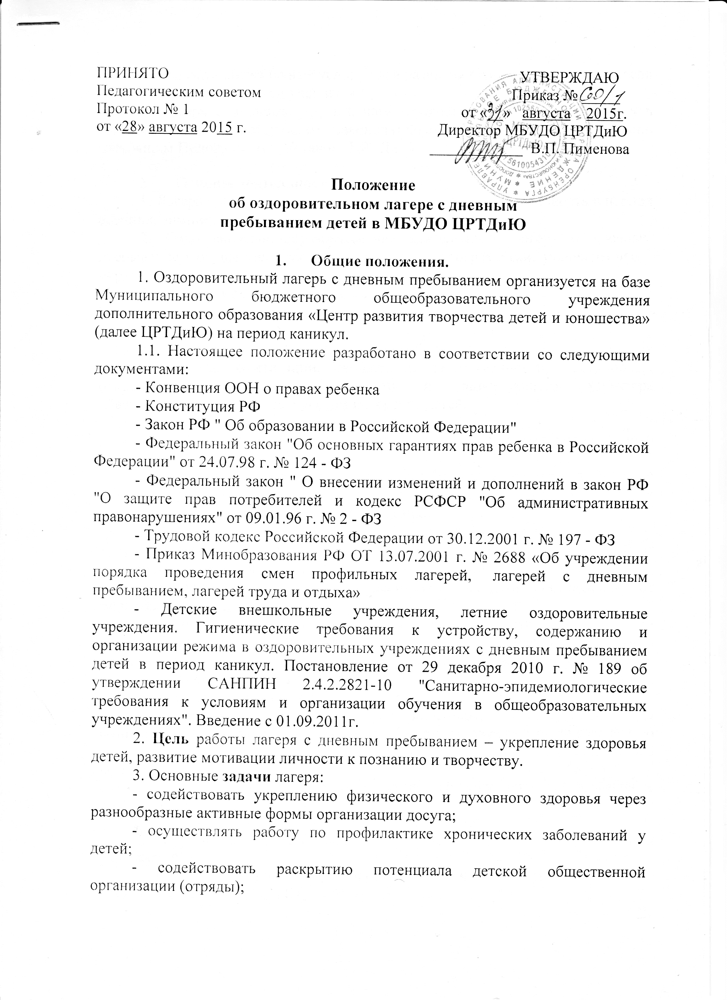 ПРИНЯТО
Педагогическим советом
Протокол № 1
от «28» августа 2015 г.
УТВЕРЖДАЮ
Приказ №
от «31» августа 2015г.
Директор МБУДО ЦРТДиЮ
В.П. Пименова
Положение
об оздоровительном лагере с дневным
пребыванием детей в МБУДО ЦРТДиЮ
1. Общие положения.
1. Оздоровительный лагерь с дневным пребыванием организуется на базе
Муниципального бюджетного общеобразовательного учреждения
дополнительного образования «Центр развития творчества детей и юношества»
(далее ЦРТДиЮ) на период каникул.
1.1. Настоящее положение разработано в соответствии со следующими
документами:
- Конвенция ООН о правах ребенка
- Конституция РФ
- Закон РФ " Об образовании в Российской Федерации"
- Федеральный закон "Об основных гарантиях прав ребенка в Российской
Федерации" от 24.07.98 г. № 124 - ФЗ
- Федеральный закон " О внесении изменений и дополнений в закон РФ
"О защите прав потребителей и кодекс РСФСР "Об административных
правонарушениях" от 09.01.96 г. № 2 - ФЗ
- Трудовой кодекс Российской Федерации от 30.12.2001 г. № 197 - ФЗ
- Приказ Минобразования РФ ОТ 13.07.2001 г. № 2688 «Об учреждении
порядка проведения смен профильных лагерей, лагерей с дневным
пребыванием, лагерей труда и отдыха»
- Детские внешкольные учреждения, летние оздоровительные
учреждения. Гигиенические требования к устройству, содержанию и
организации режима в оздоровительных учреждениях с дневным пребыванием
детей в период каникул. Постановление от 29 декабря 2010 г. № 189 об
утверждении САНПИН 2.4.2.2821-10 "Санитарно-эпидемиологические
требования к условиям и организации обучения в общеобразовательных
учреждениях". Введение с 01.09.2011г.
2. Цель работы лагеря с дневным пребыванием – укрепление здоровья
детей, развитие мотивации личности к познанию и творчеству.
3. Основные задачи лагеря:
- содействовать укреплению физического и духовного здоровья через
разнообразные активные формы организации досуга;
- осуществлять работу по профилактике хронических заболеваний у
детей;
- содействовать раскрытию потенциала детской общественной
организации (отряды);